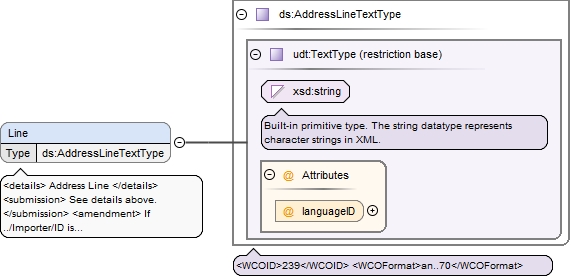 ds:AddressLineTextType
udt:TextType (restriction base)
xsd:string
Built-in primitive type. The string datatype represents
character strings in XML.
Line
Type ds:AddressLineTextType
<details> Address Line </details>
<submission> See details above.
</submission> <amendment> If
../Importer/ID is...
@ Attributes
@ languageID
<WCOID>239</WCOID> <WCOFormat>an..70</WCOFormat>